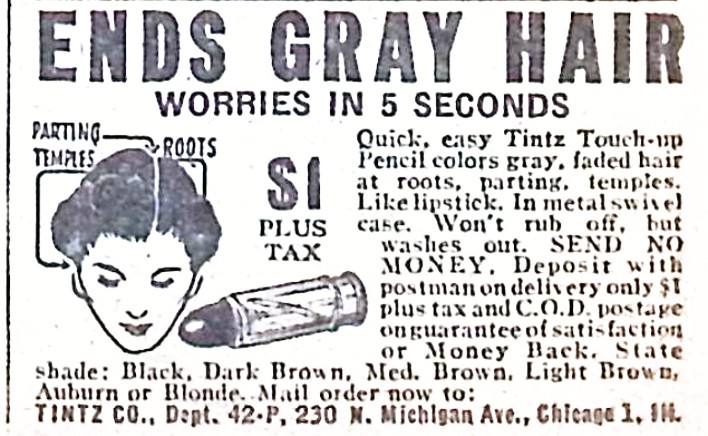 ENDS GRAY HAIR
WORRIES IN 5 SECONDS
PARTING
ROOTS
TEMPLES
$1
PLUS
TAX
Quick, easy Tintz Touch-up
Pencil colors gray, faded hair
at roots, parting, temples.
Like lipstick. In metal swivel
case. Won't rub off, but
washes out. SEND NO
MONEY. Deposit with
postman on delivery only $1
plus tax and C.O.D. postage
on guarantee of satisfaction
or Money Back. State
shade: Black, Dark Brown, Med. Brown, Light Brown,
Auburn or Blonde. Mail order now to:
TINTZ CO., Dept. 42-P, 230 N. Michigan Ave., Chicago 1, Ill.